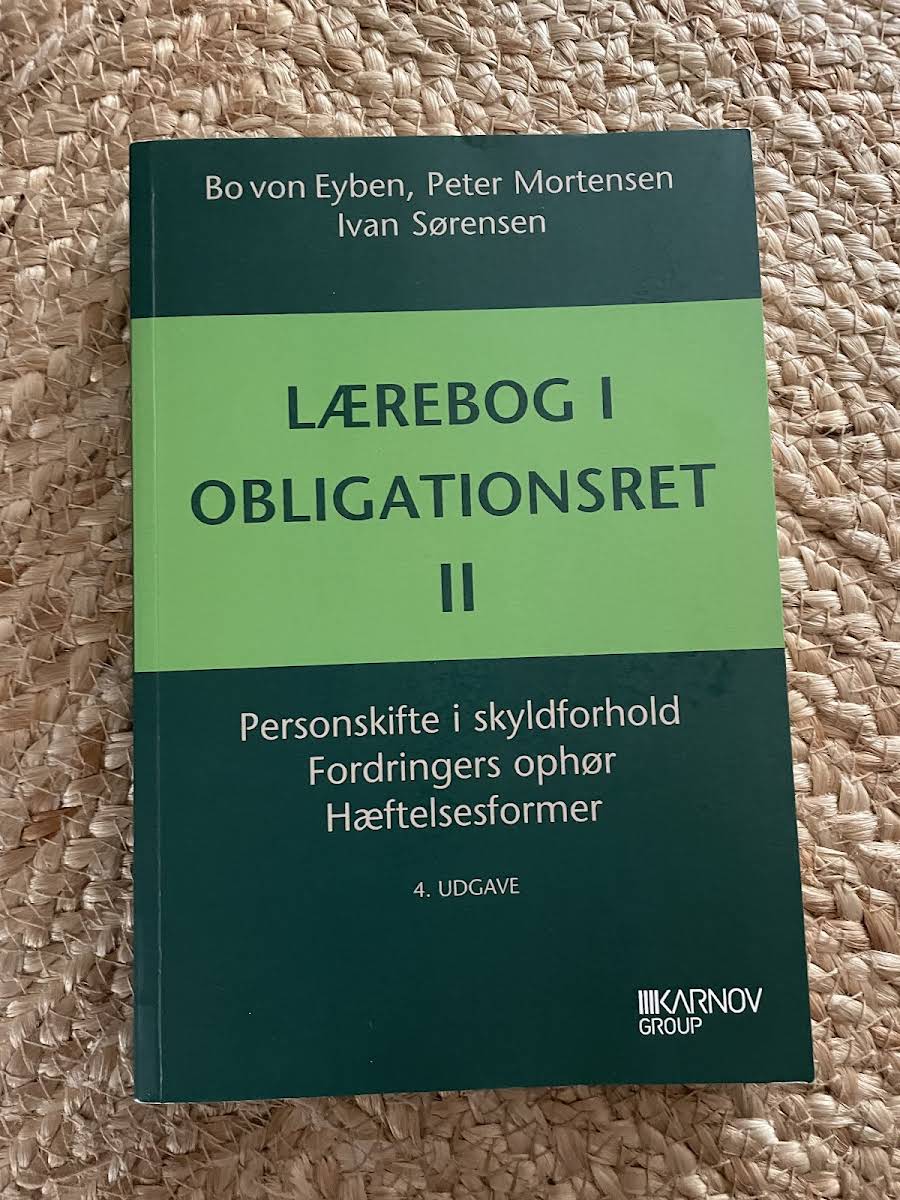 Bo von Eyben, Peter Mortensen
Ivan Sørensen
LÆREBOG I
OBLIGATIONSRET
II
Personskifte i skyldforhold
Fordringers ophør
Hæftelsesformer
4. UDGAVE
KARNOV
GROUP